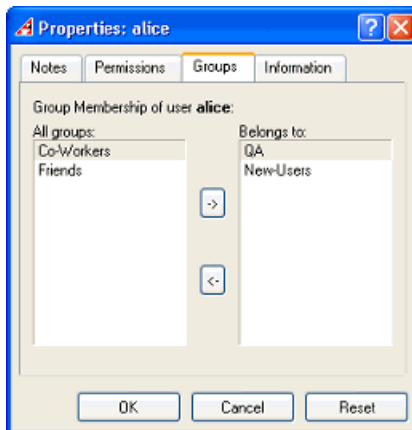 Properties: alice
?
X
Notes Permissions Groups Information
Group Membership of user alice:
All groups: Belongs to:
Co-Workers QA
Friends New-Users
->
<-
OK Cancel Reset